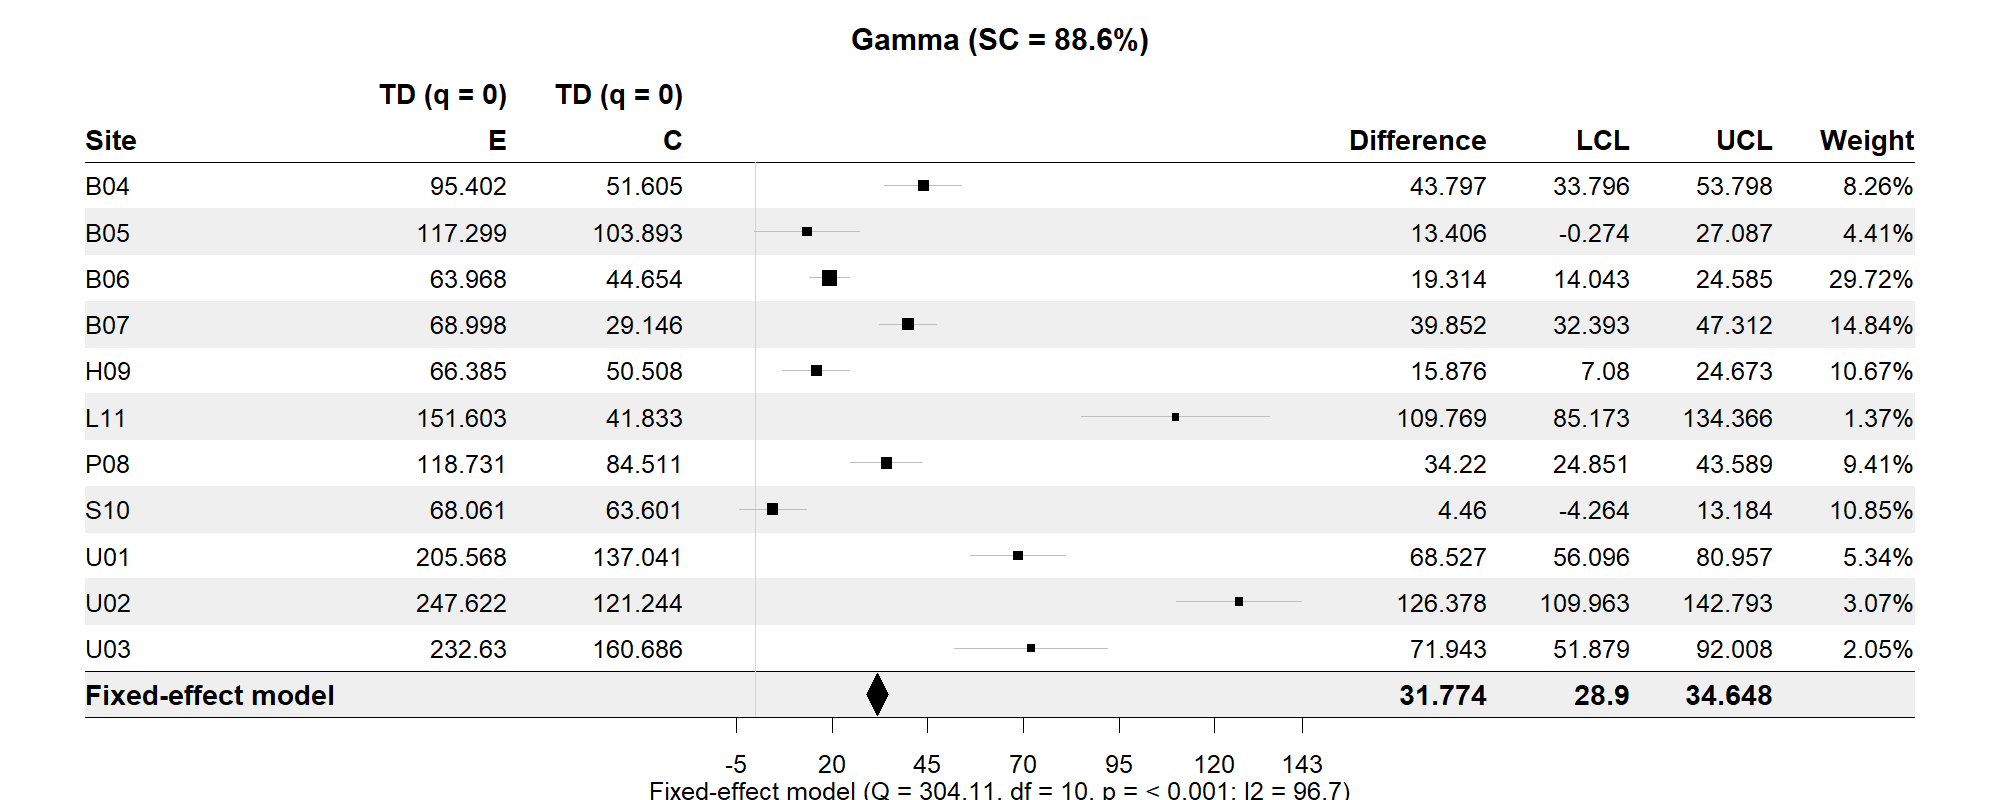 Gamma (SC = 88.6%)
TD (q = 0) TD (q = 0)
Site E C Difference LCL UCL Weight
B04 95.402 51.605 43.797 33.796 53.798 8.26%
B05 117.299 103.893 13.406 -0.274 27.087 4.41%
B06 63.968 44.654 19.314 14.043 24.585 29.72%
B07 68.998 29.146 39.852 32.393 47.312 14.84%
H09 66.385 50.508 15.876 7.08 24.673 10.67%
L11 151.603 41.833 109.769 85.173 134.366 1.37%
P08 118.731 84.511 34.22 24.851 43.589 9.41%
S10 68.061 63.601 4.46 -4.264 13.184 10.85%
U01 205.568 137.041 68.527 56.096 80.957 5.34%
U02 247.622 121.244 126.378 109.963 142.793 3.07%
U03 232.63 160.686 71.943 51.879 92.008 2.05%
Fixed-effect model 31.774 28.9 34.648
-5 20 45 70 95 120 143
Fixed-effect model (Q = 304.11, df = 10, p = < 0.001; I2 = 96.7)